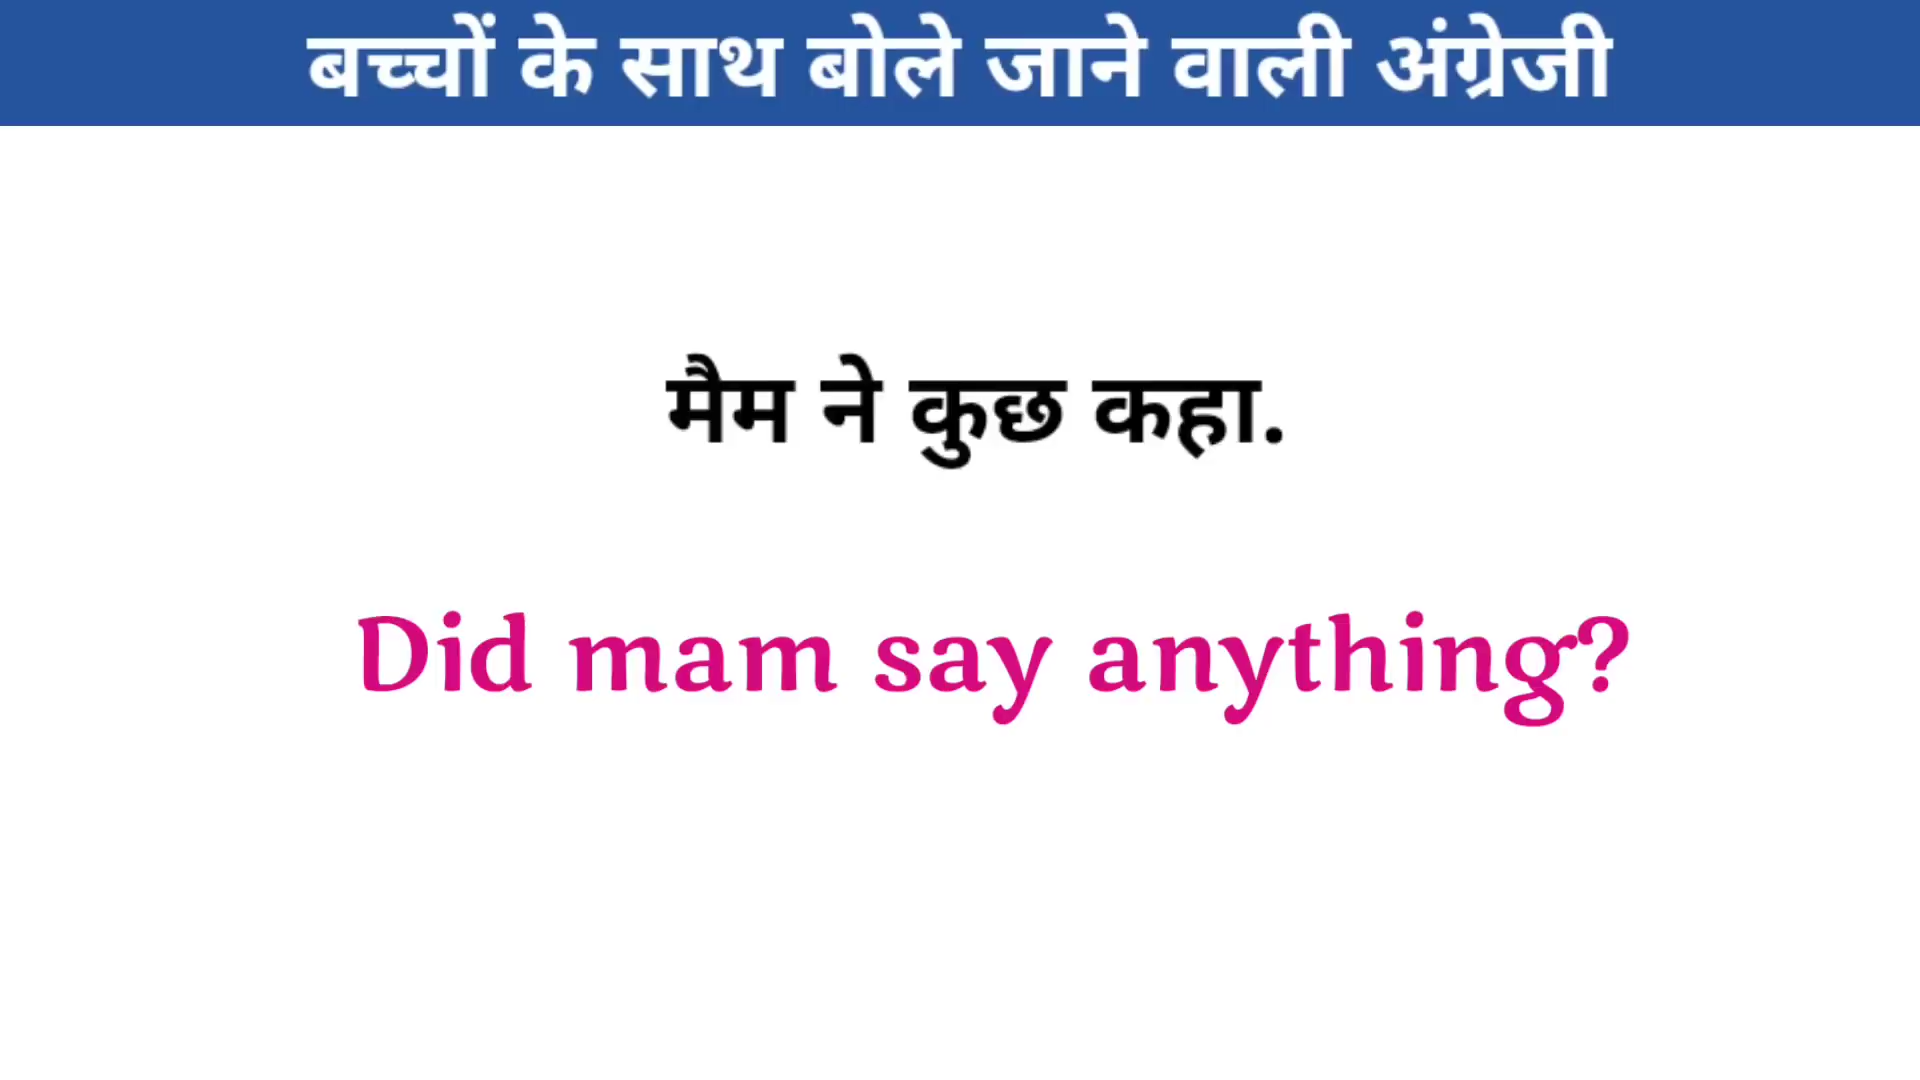 बच्चों के साथ बोले जाने वाली अंग्रेजी
मैम ने कुछ कहा.
Did mam say anything?